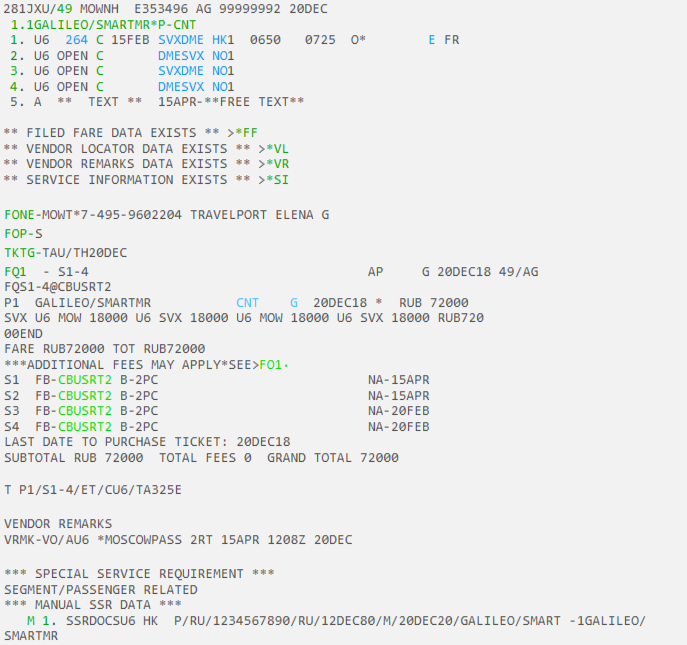 281JXU/49 MOWNH  E353496 AG 99999992 20DEC
1.1GALILEO/SMARTMR*P-CNT
1. U6  264 C 15FEB SVXDME HK1  0650   0725  O*        E FR
2. U6 OPEN C       DMESVX NO1
3. U6 OPEN C       SVXDME NO1
4. U6 OPEN C       DMESVX NO1
5. A  **  TEXT **  15APR-**FREE TEXT**
** FILED FARE DATA EXISTS ** >*FF
** VENDOR LOCATOR DATA EXISTS ** >*VL
** VENDOR REMARKS DATA EXISTS ** >*VR
** SERVICE INFORMATION EXISTS ** >*SI
FONE-MOWT*7-495-9602204 TRAVELPORT ELENA G
FOP-S
TKTG-TAU/TH20DEC
FQ1  - S1-4                                    AP     G 20DEC18 49/AG
FQS1-4@CBUSRT2
P1  GALILEO/SMARTMR           CNT    G  20DEC18 *  RUB 72000
SVX U6 MOW 18000 U6 SVX 18000 U6 MOW 18000 U6 SVX 18000 RUB720
00END
FARE RUB72000 TOT RUB72000
***ADDITIONAL FEES MAY APPLY*SEE>FO1·
S1  FB-CBUSRT2 B-2PC                           NA-15APR
S2  FB-CBUSRT2 B-2PC                           NA-15APR
S3  FB-CBUSRT2 B-2PC                           NA-20FEB
S4  FB-CBUSRT2 B-2PC                           NA-20FEB
LAST DATE TO PURCHASE TICKET: 20DEC18
SUBTOTAL RUB 72000  TOTAL FEES 0  GRAND TOTAL 72000
T P1/S1-4/ET/CU6/TA325E
VENDOR REMARKS
VRMK-VO/AU6 *MOSCOWPASS 2RT 15APR 1208Z 20DEC
*** SPECIAL SERVICE REQUIREMENT ***
SEGMENT/PASSENGER RELATED
*** MANUAL SSR DATA ***
M 1. SSRDOCSU6 HK  P/RU/1234567890/RU/12DEC80/M/20DEC20/GALILEO/SMART -1GALILEO/
SMARTMR